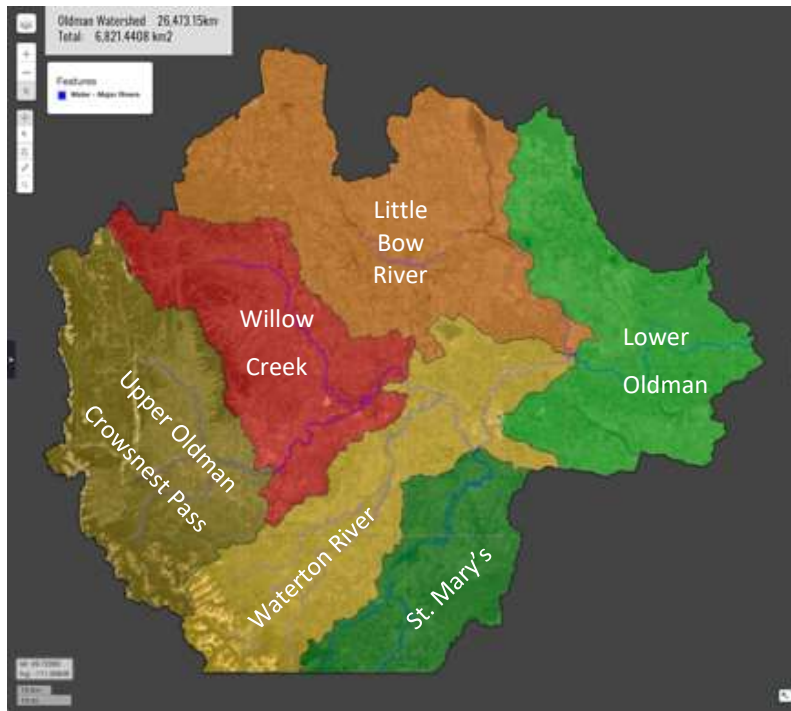 Oldman Watershed 26,473.15km
Total: 6,821.4408 km2
Features
Water - Major Rivers
Little
Bow
River
Willow
Creek
Lower
Oldman
Upper Oldman
Crowsnest Pass
Waterton River
St. Mary's